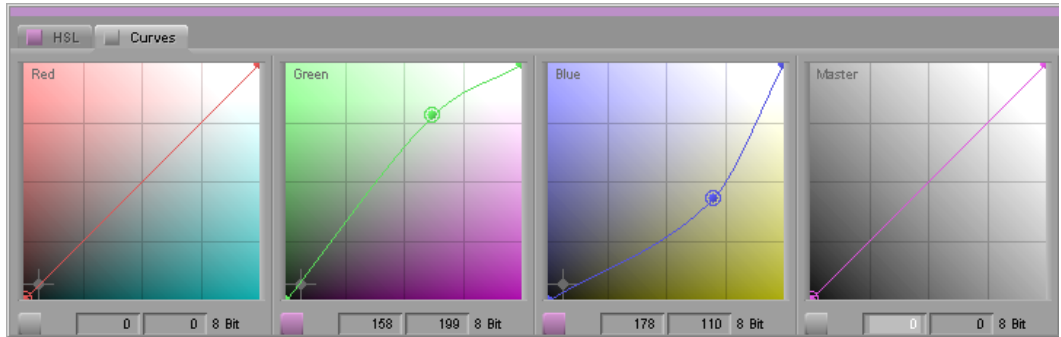 HSL Curves
Red Green Blue Master
0 0 8 Bit 158 199 8 Bit 178 110 8 Bit 0 0 8 Bit